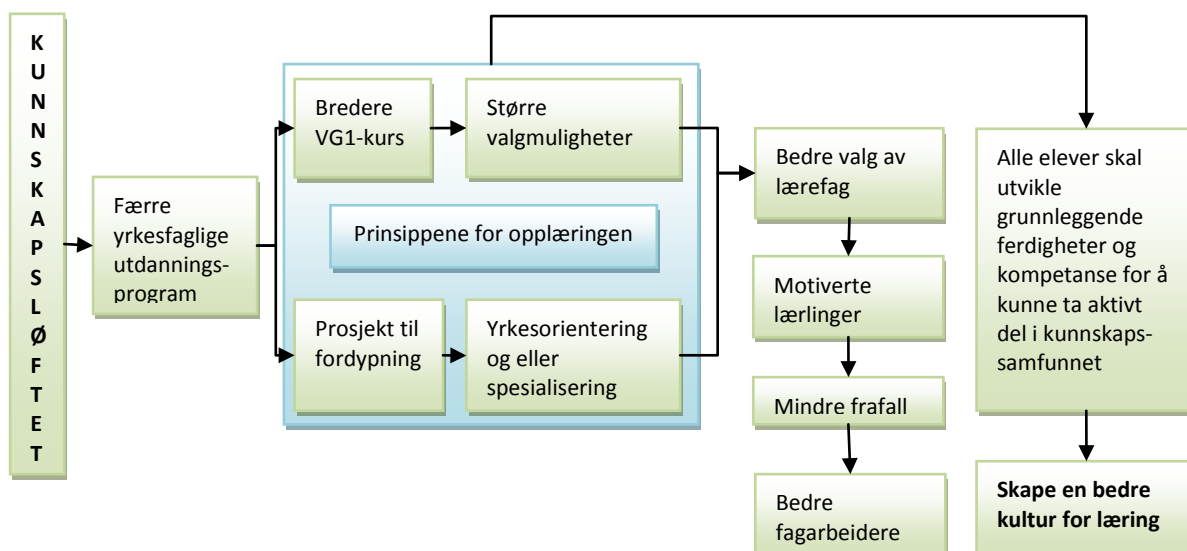 KUNNSKAPSLØFTET
Færre
yrkesfaglige
utdannings-
program
Bredere
VG1-kurs
Større
valgmuligheter
Prinsippene for opplæringen
Prosjekt til
fordypning
Yrkesorientering
og eller
spesialisering
Bedre valg av
lærefag
Motiverte
lærlinger
Mindre frafall
Bedre
fagarbeidere
Alle elever skal
utvikle
grunnleggende
ferdigheter og
kompetanse for å
kunne ta aktivt
del i kunnskaps-
samfunnet
Skape en bedre
kultur for læring